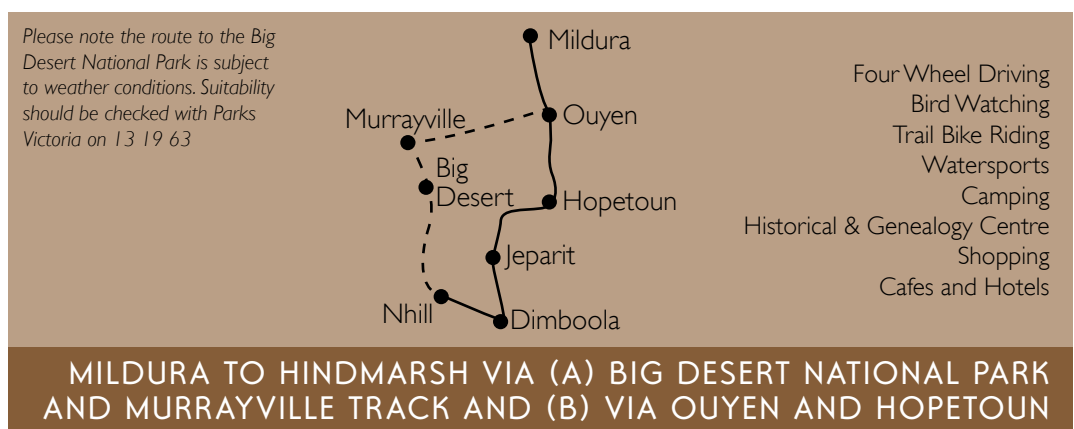 Please note the route to the Big
Desert National Park is subject
to weather conditions. Suitability
should be checked with Parks
Victoria on 13 19 63
Mildura
Ouyen
Murrayville
Big
Desert
Hopetoun
Jeparit
Nhill
Dimboola
Four Wheel Driving
Bird Watching
Trail Bike Riding
Watersports
Camping
Historical & Genealogy Centre
Shopping
Cafes and Hotels
MILDURA TO HINDMARSH VIA (A) BIG DESERT NATIONAL PARK
AND MURRAYVILLE TRACK AND (B) VIA OUYEN AND HOPETOUN